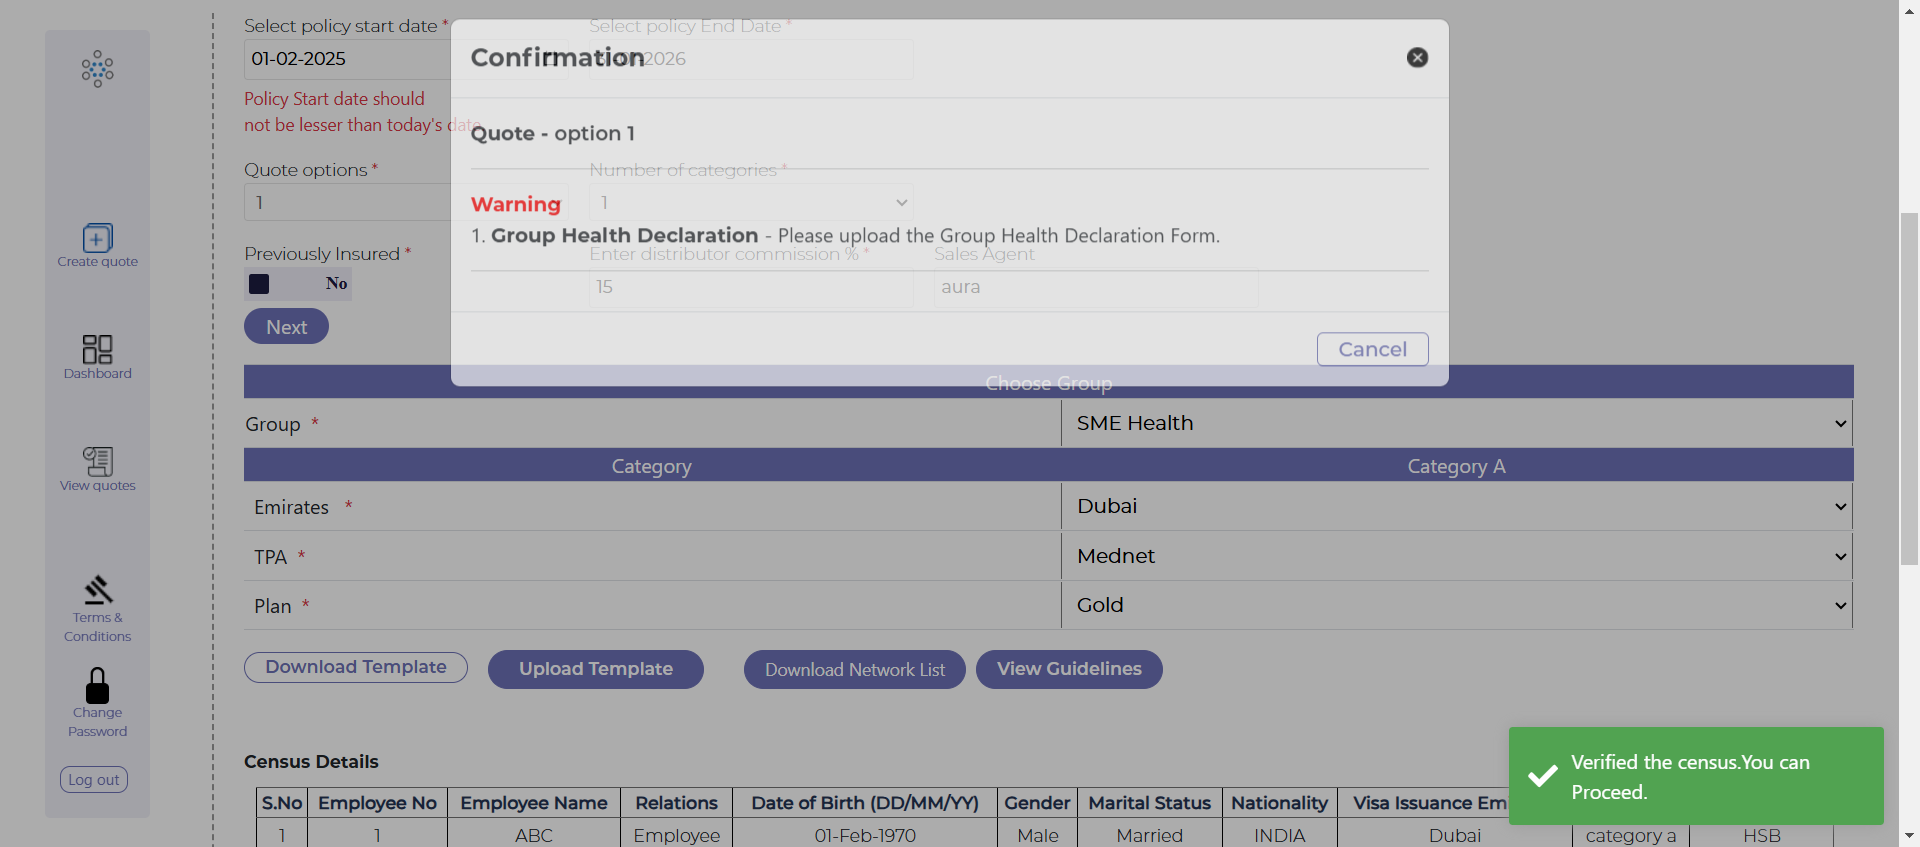 Create quote
Dashboard
View quotes
Terms &
Conditions
Change
Password
Log out
Select policy start date *
Select policy End Date *
01-02-2025
2026
Policy Start date should
not be lesser than today's date
Confirmation
Quote - option 1
Quote options *
Number of categories *
1
1
Warning
1. Group Health Declaration - Please upload the Group Health Declaration Form.
Previously Insured *
Enter distributor commission % *
Sales Agent
No
15
aura
Next
Cancel
Choose Group
Group *
SME Health
Category
Category A
Emirates *
Dubai
TPA *
Mednet
Plan *
Gold
Download Template
Upload Template
Download Network List
View Guidelines
Census Details
S.No Employee No Employee Name Relations Date of Birth (DD/MM/YY) Gender Marital Status Nationality Visa Issuance Emi
1 1 ABC Employee 01-Feb-1970 Male Married INDIA Dubai category a HSB
Verified the census.You can
Proceed.